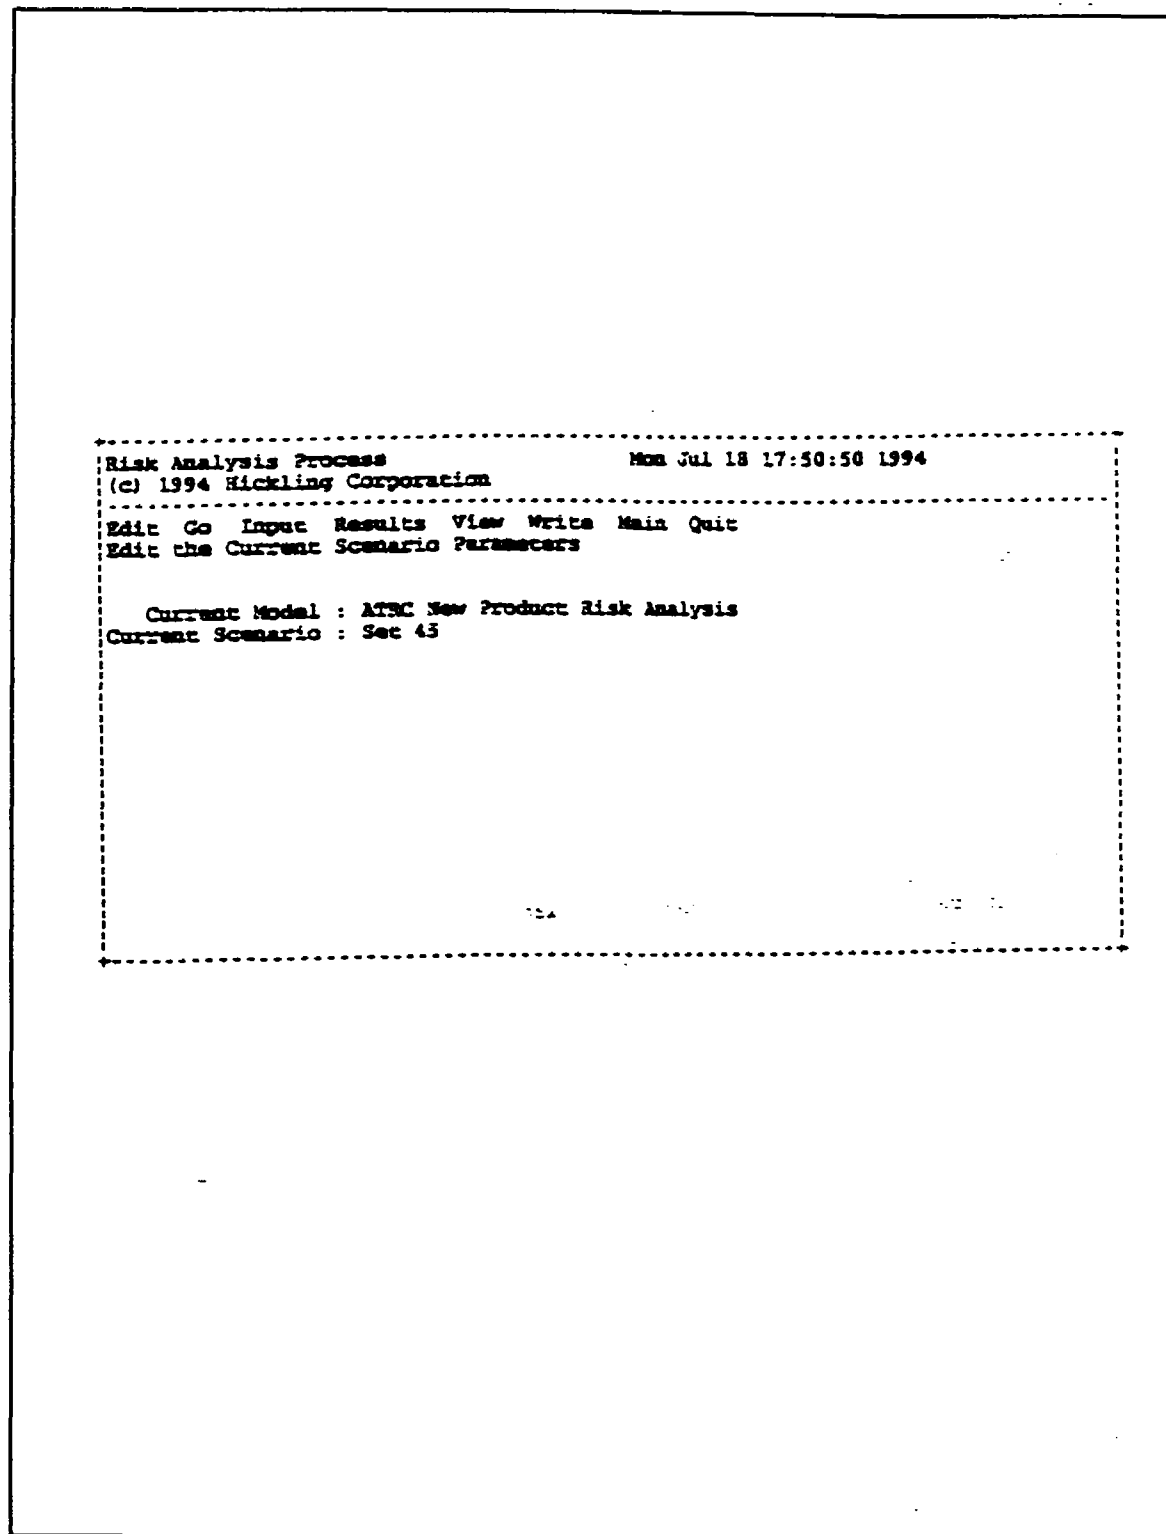 Risk Analysis Process Mon Jul 18 17:50:50 1994
(c) 1994 Hickling Corporation
Edit Go Input Results View Write Main Quit
Edit the Current Scenario Parameters
Current Model : ATRC New Product Risk Analysis
Current Scenario : Set 45